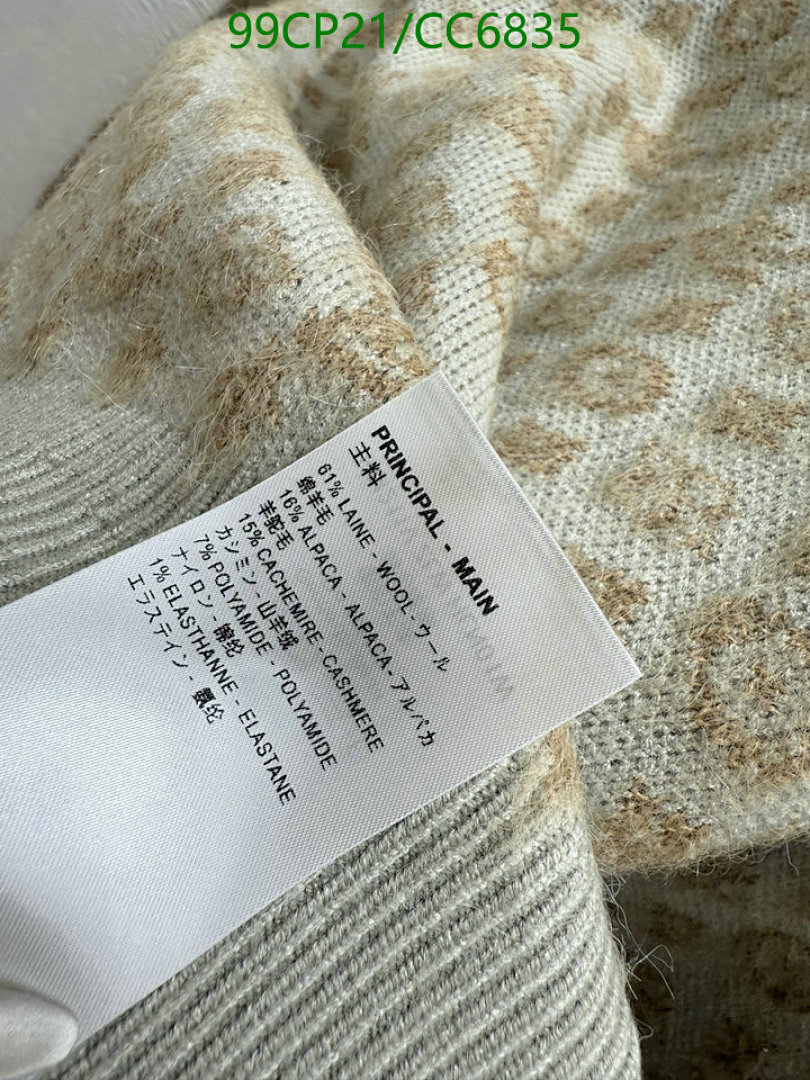 99CP21/CC6835
PRINCIPAL - MAIN
主料
61% LAINE - WOOL - ウール
绵羊毛
16% ALPACA - ALPACA - アルパカ
羊驼毛
15% CACHEMIRE - CASHMERE
カシミン - 山羊绒
7% POLYAMIDE - POLYAMIDE
ナイロン - 锦纶
1% ELASTHANNE - ELASTANE
エラステイン - 氨纶